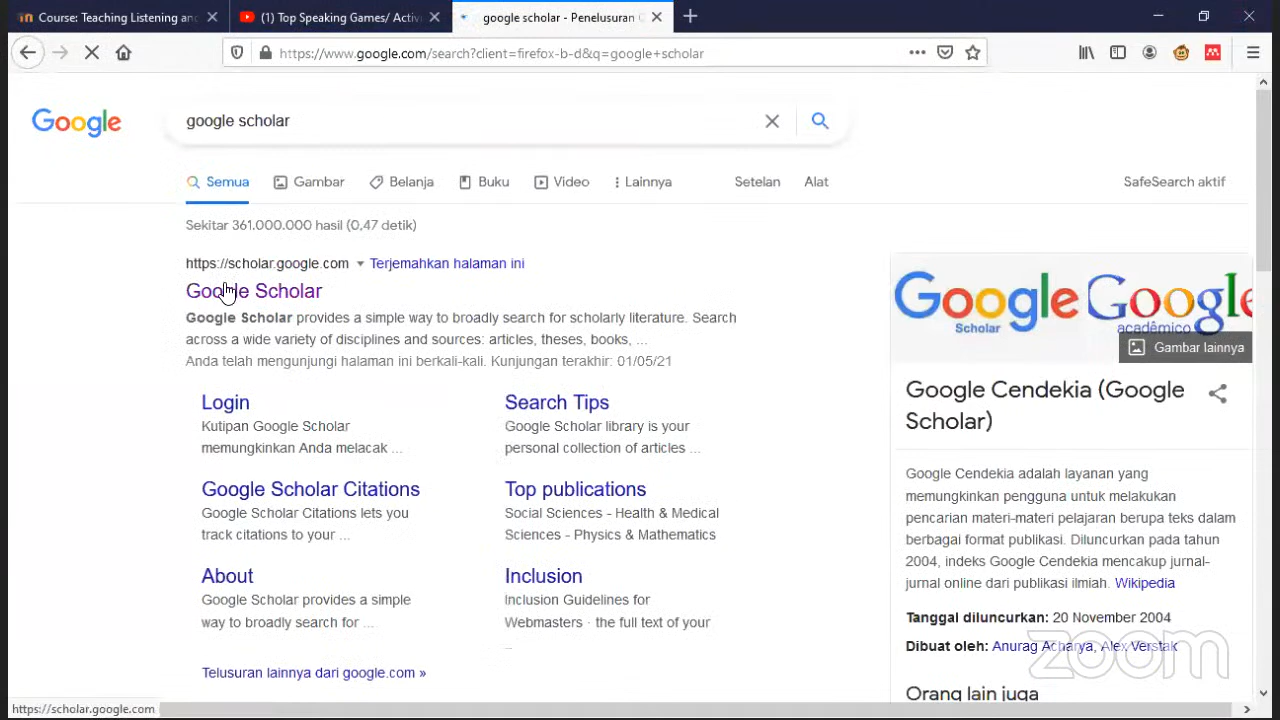 Course: Teaching Listening and
(1) Top Speaking Games/ Activi
google scholar - Penelusuran G
https://www.google.com/search?client=firefox-b-d&q=google+scholar
Google
google scholar
Semua
Gambar
Belanja
Buku
Video
Lainnya
Setelan
Alat
SafeSearch aktif
Sekitar 361.000.000 hasil (0,47 detik)
https://scholar.google.com
Terjemahkan halaman ini
Google Scholar
Google Scholar provides a simple way to broadly search for scholarly literature. Search
across a wide variety of disciplines and sources: articles, theses, books, ...
Anda telah mengunjungi halaman ini berkali-kali. Kunjungan terakhir: 01/05/21
Login
Kutipan Google Scholar
memungkinkan Anda melacak ...
Search Tips
Google Scholar library is your
personal collection of articles ...
Google Scholar Citations
Google Scholar Citations lets you
track citations to your ...
Top publications
Social Sciences - Health & Medical
Sciences - Physics & Mathematics
About
Google Scholar provides a simple
way to broadly search for ...
Inclusion
Inclusion Guidelines for
Webmasters · the full text of your
...
Telusuran lainnya dari google.com »
Google
Scholar
Google
acadêmico
Gambar lainnya
Google Cendekia (Google
Scholar)
Google Cendekia adalah layanan yang
memungkinkan pengguna untuk melakukan
pencarian materi-materi pelajaran berupa teks dalam
berbagai format publikasi. Diluncurkan pada tahun
2004, indeks Google Cendekia mencakup jurnal-
jurnal online dari publikasi ilmiah. Wikipedia
Tanggal diluncurkan: 20 November 2004
Dibuat oleh: Anurag Acharya, Alex Verstak
Orang lain juga
zoom
https://scholar.google.com